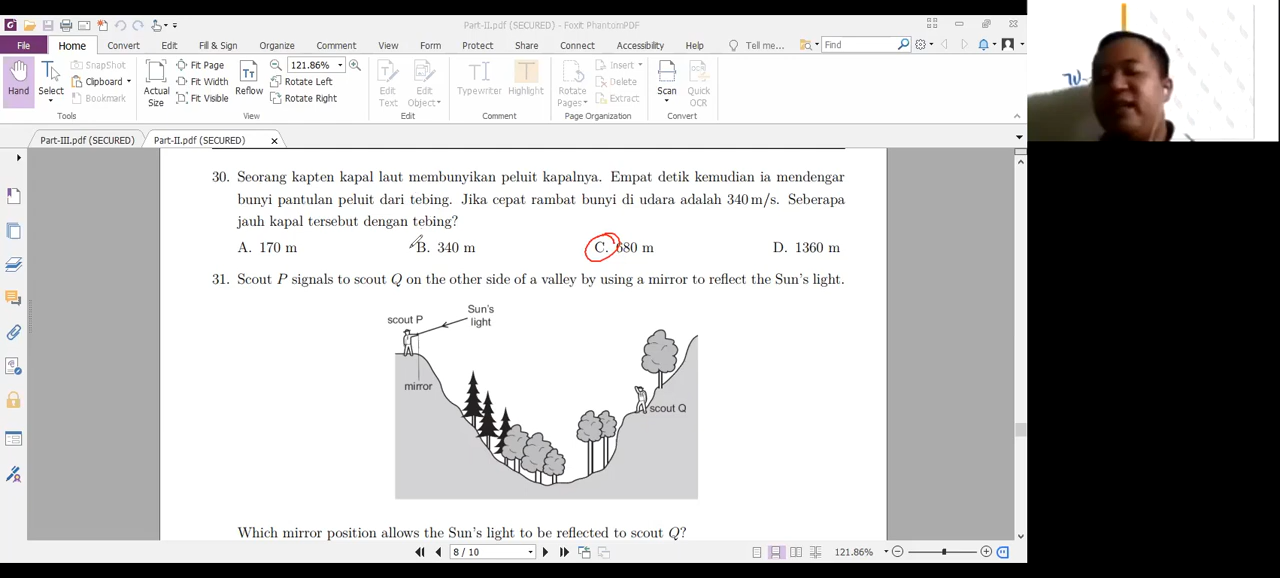 Part-II.pdf (SECURED) - Foxit PhantomPDF
File Home Convert Edit Fill & Sign Organize Comment View Form Protect Share Connect Accessibility Help Tell me... Find
Hand
Select
SnapShot
Clipboard
Bookmark
Tools
Actual Size
Fit Page
Fit Width
Fit Visible
Reflow
121.86%
Rotate Left
Rotate Right
View
Edit Text
Edit Object
Edit
Typewriter
Highlight
Comment
Rotate Pages
Insert
Delete
Extract
Page Organization
Scan
Quick OCR
Convert
Part-III.pdf (SECURED) Part-II.pdf (SECURED)
30. Seorang kapten kapal laut membunyikan peluit kapalnya. Empat detik kemudian ia mendengar
bunyi pantulan peluit dari tebing. Jika cepat rambat bunyi di udara adalah 340 m/s. Seberapa
jauh kapal tersebut dengan tebing?
A. 170 m B. 340 m C. 680 m D. 1360 m
31. Scout P signals to scout Q on the other side of a valley by using a mirror to reflect the Sun's light.
Sun's
light
scout P
mirror
scout Q
Which mirror position allows the Sun's light to be reflected to scout Q?
8 / 10 121.86%